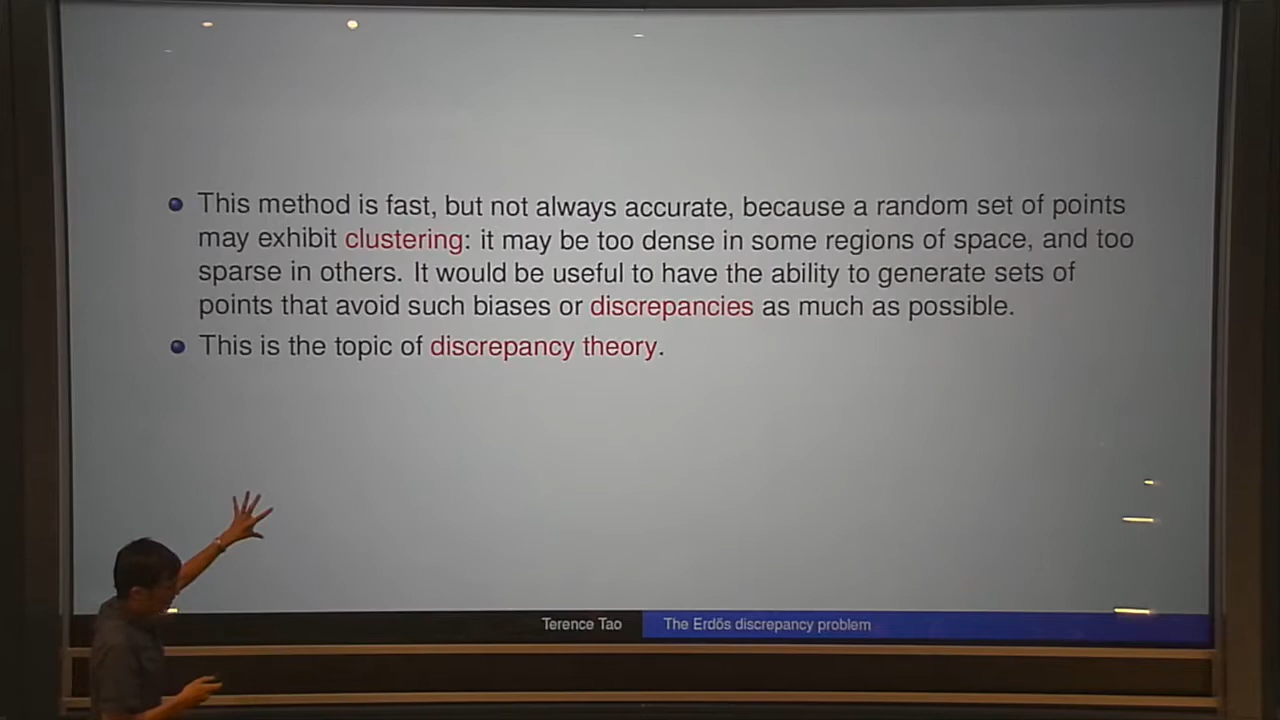 This method is fast, but not always accurate, because a random set of points
may exhibit clustering: it may be too dense in some regions of space, and too
sparse in others. It would be useful to have the ability to generate sets of
points that avoid such biases or discrepancies as much as possible.
This is the topic of discrepancy theory.
Terence Tao
The Erdős discrepancy problem